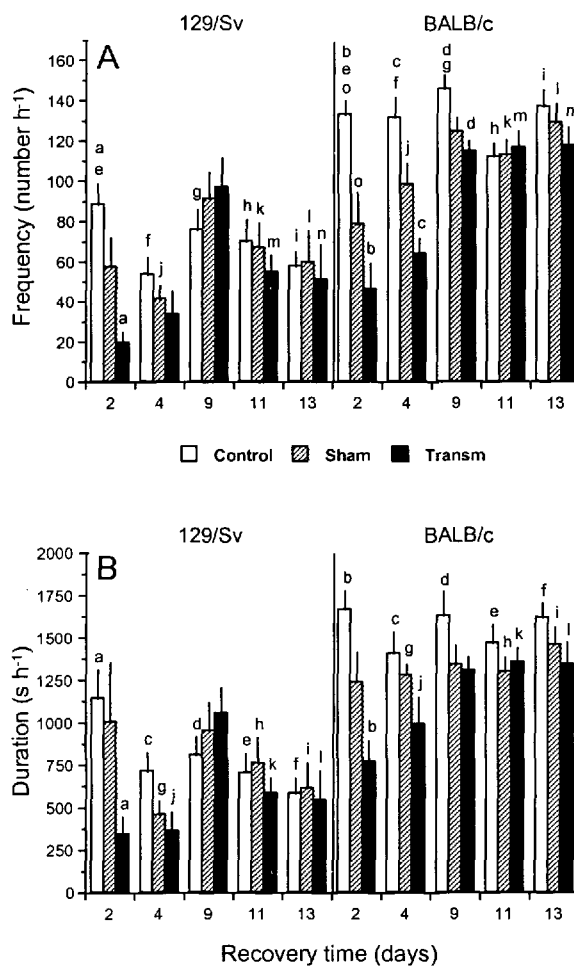 129/Sv BALB/c
A
Frequency (number h-1)
160
140
120
100
80
60
40
20
0
a
e
a
f
j
g
h
k
m
i
l
n
b
e
o
o
b
c
f
j
c
d
g
d
h
k
m
i
l
n
2 4 9 11 13 2 4 9 11 13
Control Sham Transm
129/Sv BALB/c
B
Duration (s h-1)
2000
1750
1500
1250
1000
750
500
250
0
a
a
c
g
j
d
e
h
k
f
i
l
b
b
c
g
j
d
e
h
k
f
i
l
2 4 9 11 13 2 4 9 11 13
Recovery time (days)